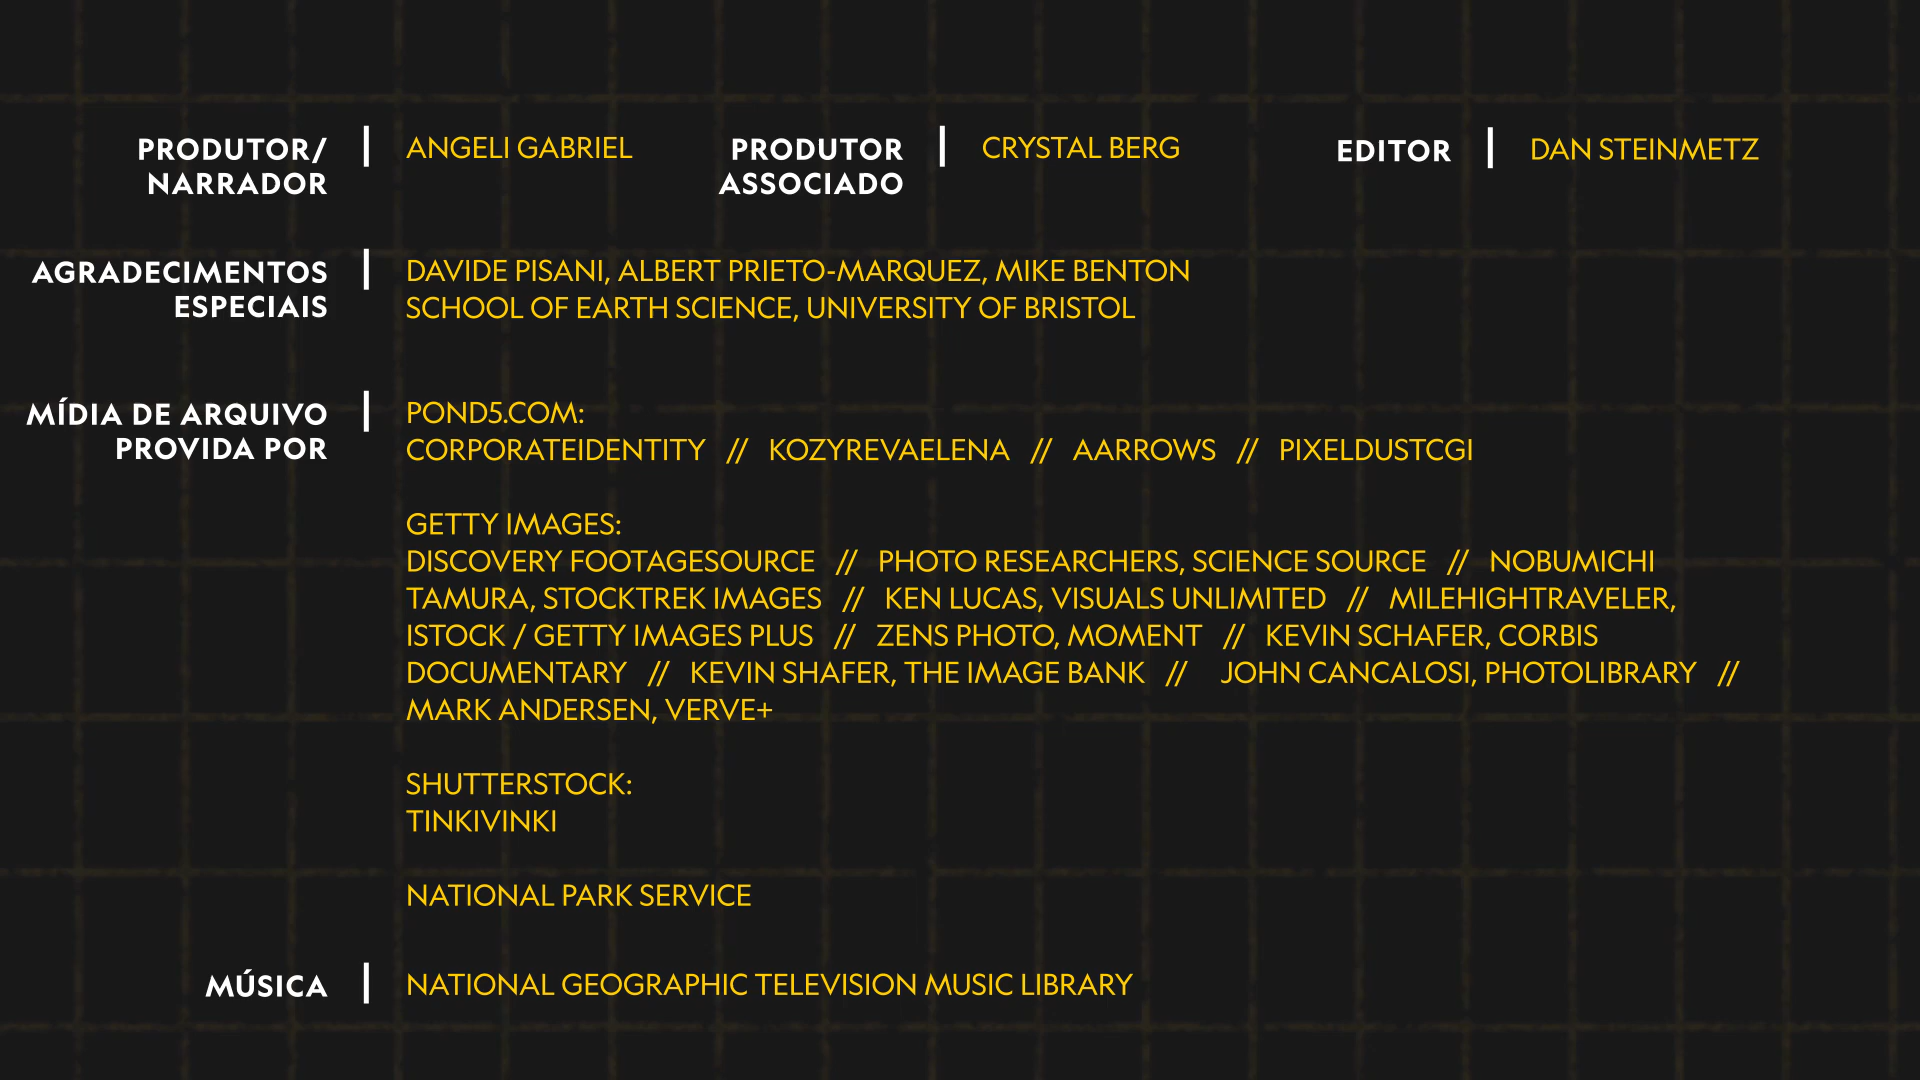 PRODUTOR/ | ANGELI GABRIEL PRODUTOR | CRYSTAL BERG EDITOR | DAN STEINMETZ
NARRADOR ASSOCIADO
AGRADECIMENTOS | DAVIDE PISANI, ALBERT PRIETO-MARQUEZ, MIKE BENTON
ESPECIAIS SCHOOL OF EARTH SCIENCE, UNIVERSITY OF BRISTOL
MÍDIA DE ARQUIVO | POND5.COM:
PROVIDA POR CORPORATEIDENTITY // KOZYREVAELENA // AARROWS // PIXELDUSTCGI
GETTY IMAGES:
DISCOVERY FOOTAGESOURCE // PHOTO RESEARCHERS, SCIENCE SOURCE // NOBUMICHI
TAMURA, STOCKTREK IMAGES // KEN LUCAS, VISUALS UNLIMITED // MILEHIGHTRAVELER,
ISTOCK / GETTY IMAGES PLUS // ZENS PHOTO, MOMENT // KEVIN SCHAFER, CORBIS
DOCUMENTARY // KEVIN SHAFER, THE IMAGE BANK // JOHN CANCALOSI, PHOTOLIBRARY //
MARK ANDERSEN, VERVE+
SHUTTERSTOCK:
TINKIVINKI
NATIONAL PARK SERVICE
MÚSICA | NATIONAL GEOGRAPHIC TELEVISION MUSIC LIBRARY